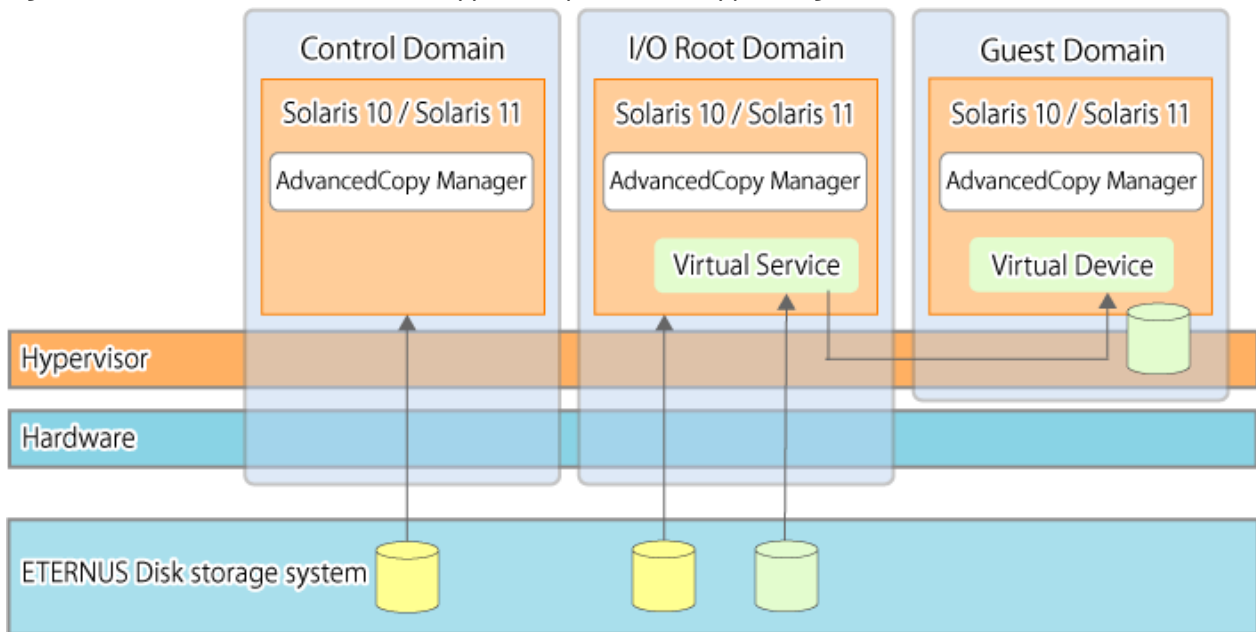 Control Domain
I/O Root Domain
Guest Domain
Solaris 10 / Solaris 11
Solaris 10 / Solaris 11
Solaris 10 / Solaris 11
AdvancedCopy Manager
AdvancedCopy Manager
AdvancedCopy Manager
Virtual Service
Virtual Device
Hypervisor
Hardware
ETERNUS Disk storage system